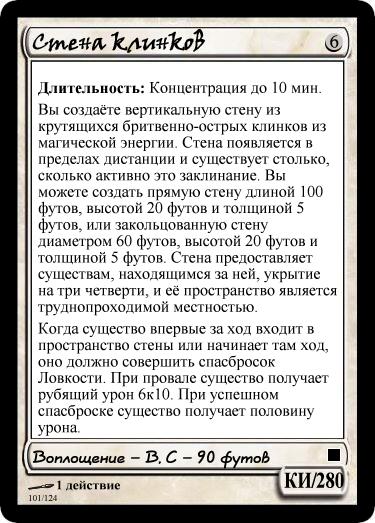 Стена клинков 6
Длительность: Концентрация до 10 мин.
Вы создаёте вертикальную стену из
крутящихся бритвенно-острых клинков из
магической энергии. Стена появляется в
пределах дистанции и существует столько,
сколько активно это заклинание. Вы
можете создать прямую стену длиной 100
футов, высотой 20 футов и толщиной 5
футов, или закольцованную стену
диаметром 60 футов, высотой 20 футов и
толщиной 5 футов. Стена предоставляет
существам, находящимся за ней, укрытие
на три четверти, и её пространство является
труднопроходимой местностью.
Когда существо впервые за ход входит в
пространство стены или начинает там ход,
оно должно совершить спасбросок
Ловкости. При провале существо получает
рубящий урон 6к10. При успешном
спасброске существо получает половину
урона.
Воплощение – В, С – 90 футов
1 действие
КИ/280
101/124